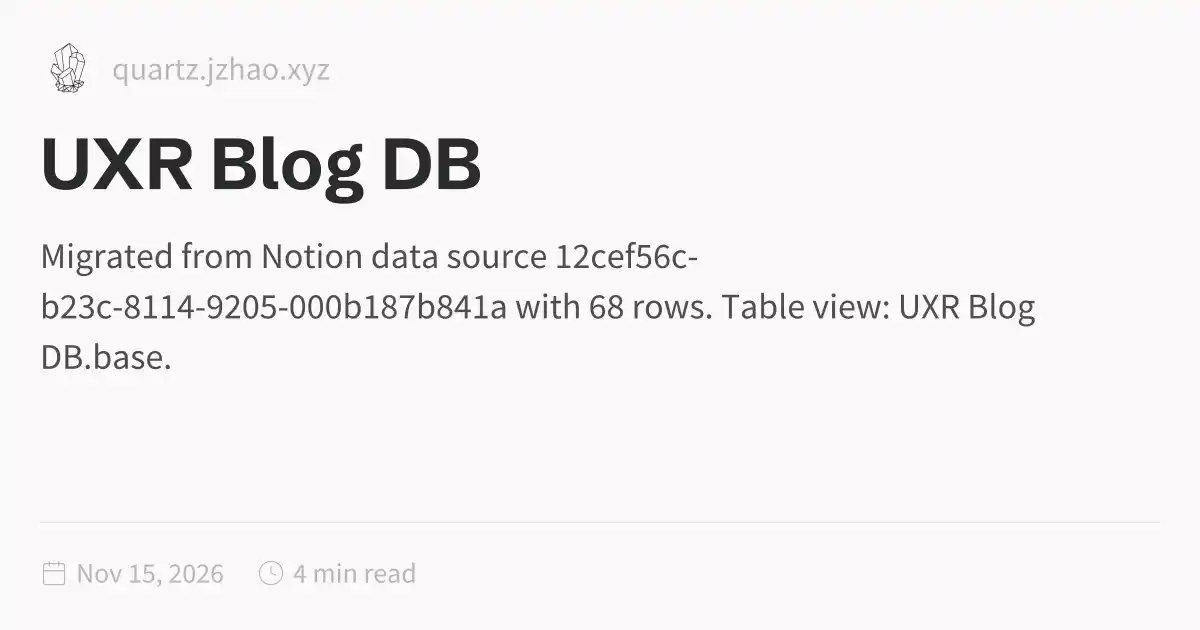 quartz.jzhao.xyz
UXR Blog DB
Migrated from Notion data source 12cef56c-
b23c-8114-9205-000b187b841a with 68 rows. Table view: UXR Blog
DB.base.
Nov 15, 2026 4 min read